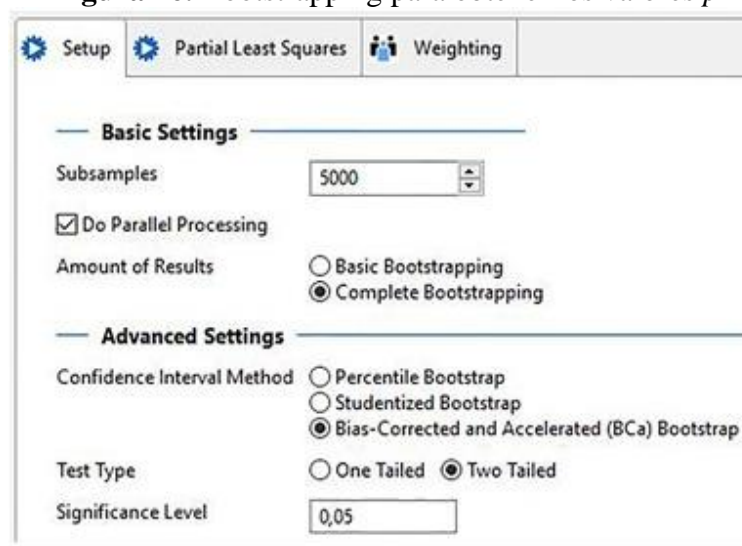 Setup Partial Least Squares Weighting
Basic Settings
Subsamples 5000
Do Parallel Processing
Amount of Results Basic Bootstrapping
Complete Bootstrapping
Advanced Settings
Confidence Interval Method Percentile Bootstrap
Studentized Bootstrap
Bias-Corrected and Accelerated (BCa) Bootstrap
Test Type One Tailed Two Tailed
Significance Level 0,05